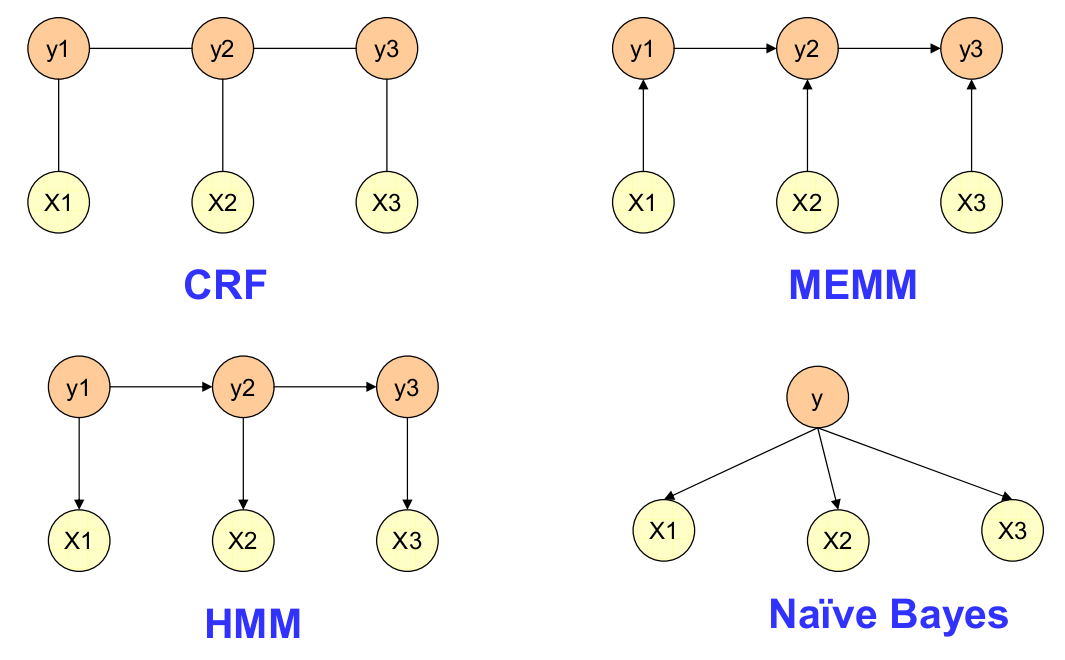 y1 y2 y3
X1 X2 X3
CRF
y1 y2 y3
X1 X2 X3
MEMM
y1 y2 y3
X1 X2 X3
HMM
y
X1 X2 X3
Naïve Bayes